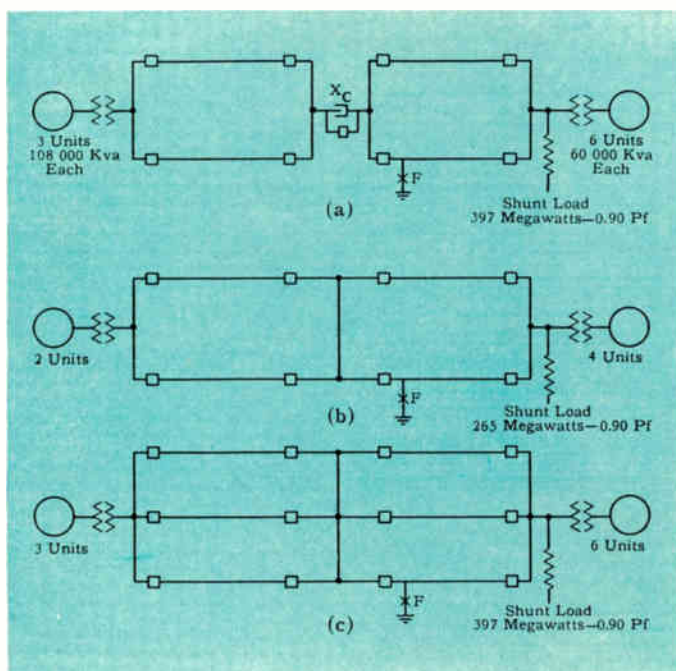 X_C
3 Units
108 000 Kva
Each
6 Units
60 000 Kva
Each
F
(a)
Shunt Load
397 Megawatts—0.90 Pf
2 Units
4 Units
F
(b)
Shunt Load
265 Megawatts—0.90 Pf
3 Units
6 Units
F
(c)
Shunt Load
397 Megawatts—0.90 Pf